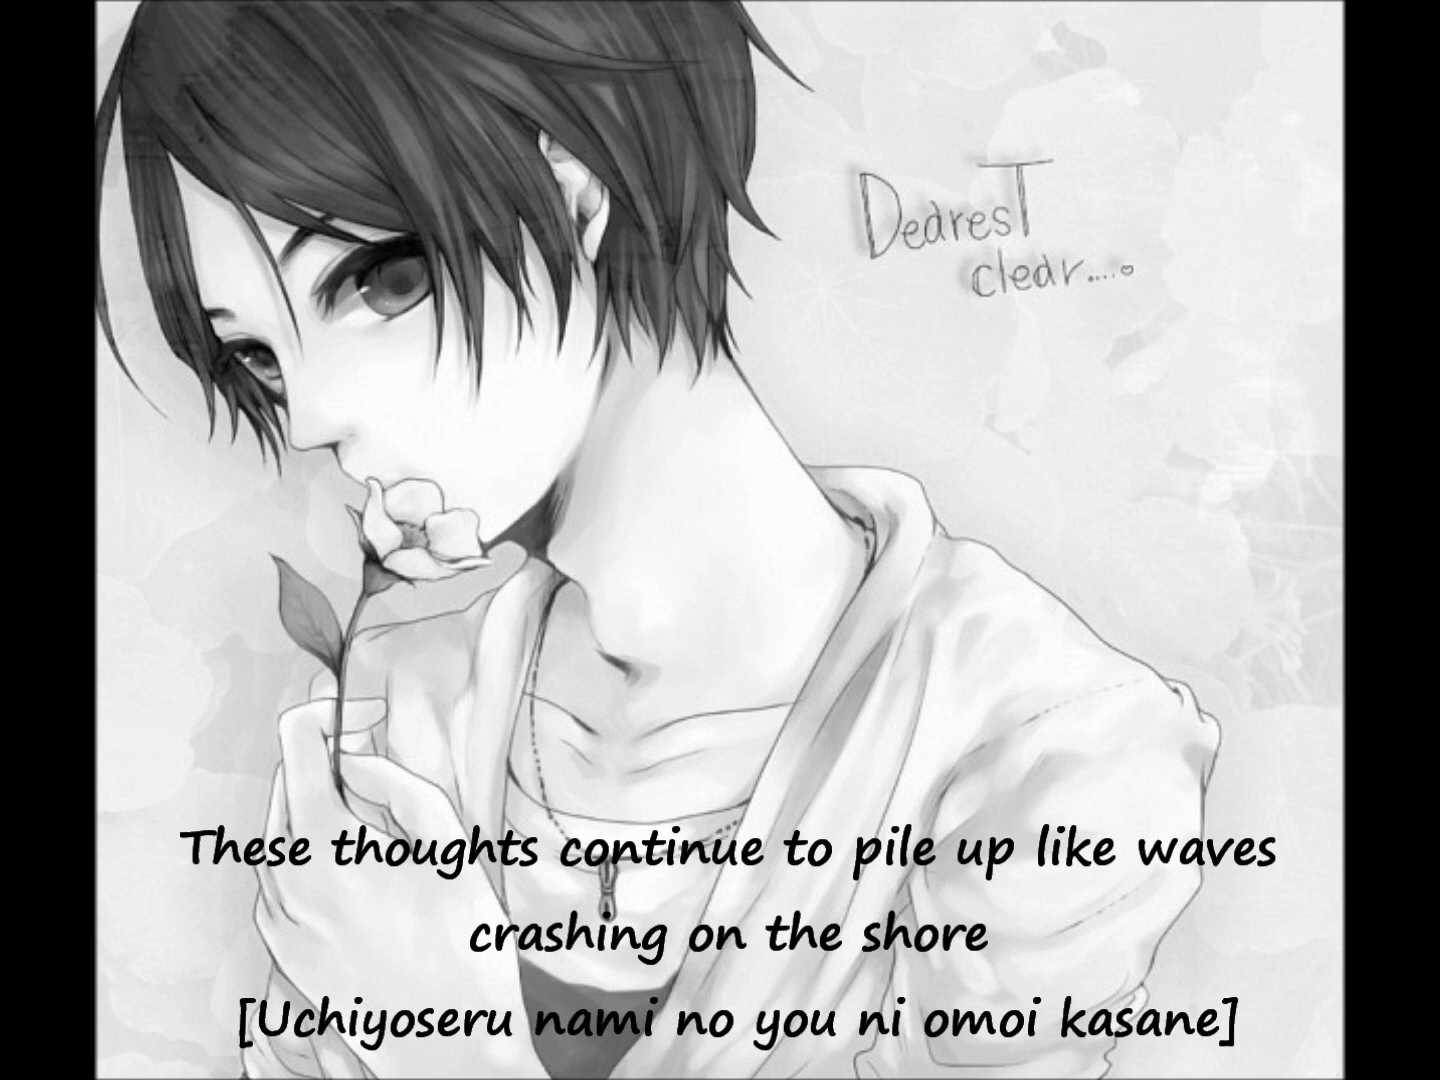 DearesT
clear....○
These thoughts continue to pile up like waves
crashing on the shore
[Uchiyoseru nami no you ni omoi kasane]